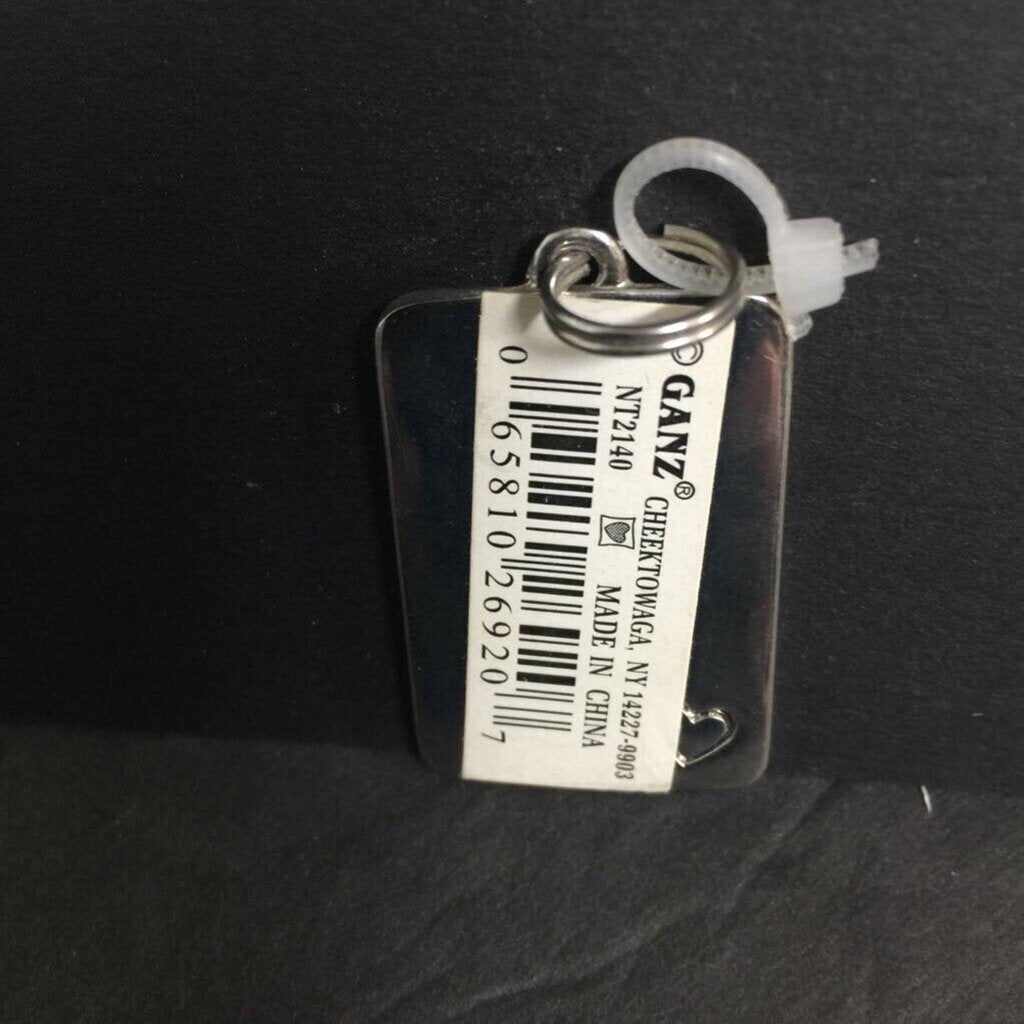 © GANZ® CHEEKTOWAGA, NY 14227-9903
NT2140 MADE IN CHINA
0 65810 26920 7